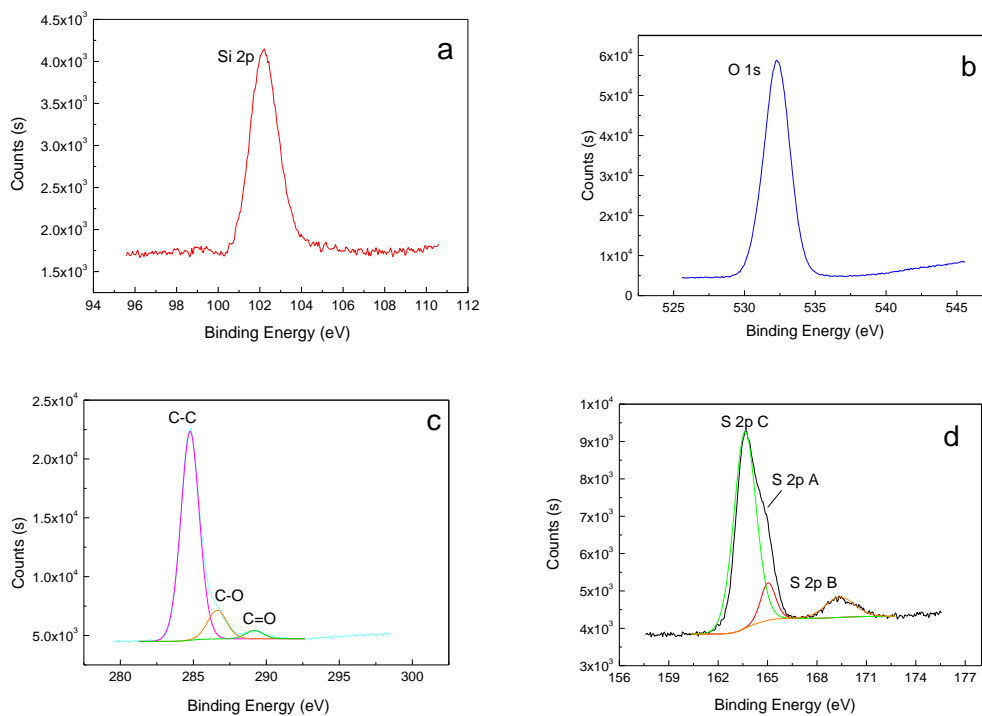 a
Si 2p
Counts (s)
4.5x10³
4.0x10³
3.5x10³
3.0x10³
2.5x10³
2.0x10³
1.5x10³
94 96 98 100 102 104 106 108 110 112
Binding Energy (eV)
b
O 1s
Counts (s)
6x10⁴
5x10⁴
4x10⁴
3x10⁴
2x10⁴
1x10⁴
0
525 530 535 540 545
Binding Energy (eV)
c
C-C
C-O
C=O
Counts (s)
2.5x10⁴
2.0x10⁴
1.5x10⁴
1.0x10⁴
5.0x10³
280 285 290 295 300
Binding Energy (eV)
d
S 2p C
S 2p A
S 2p B
Counts (s)
1x10⁴
9x10³
8x10³
7x10³
6x10³
5x10³
4x10³
3x10³
156 159 162 165 168 171 174 177
Binding Energy (eV)